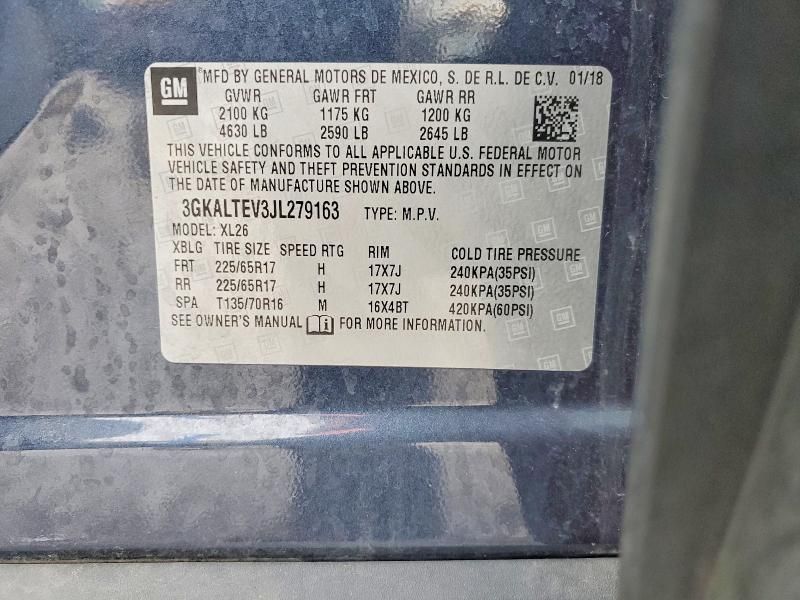 GM MFD BY GENERAL MOTORS DE MEXICO, S. DE R.L. DE C.V. 01/18
GVWR GAWR FRT GAWR RR
2100 KG 1175 KG 1200 KG
4630 LB 2590 LB 2645 LB
THIS VEHICLE CONFORMS TO ALL APPLICABLE U.S. FEDERAL MOTOR
VEHICLE SAFETY AND THEFT PREVENTION STANDARDS IN EFFECT ON
THE DATE OF MANUFACTURE SHOWN ABOVE.
3GKALTEV3JL279163 TYPE: M.P.V.
MODEL: XL26
XBLG TIRE SIZE SPEED RTG RIM COLD TIRE PRESSURE
FRT 225/65R17 H 17X7J 240KPA(35PSI)
RR 225/65R17 H 17X7J 240KPA(35PSI)
SPA T135/70R16 M 16X4BT 420KPA(60PSI)
SEE OWNER'S MANUAL FOR MORE INFORMATION.